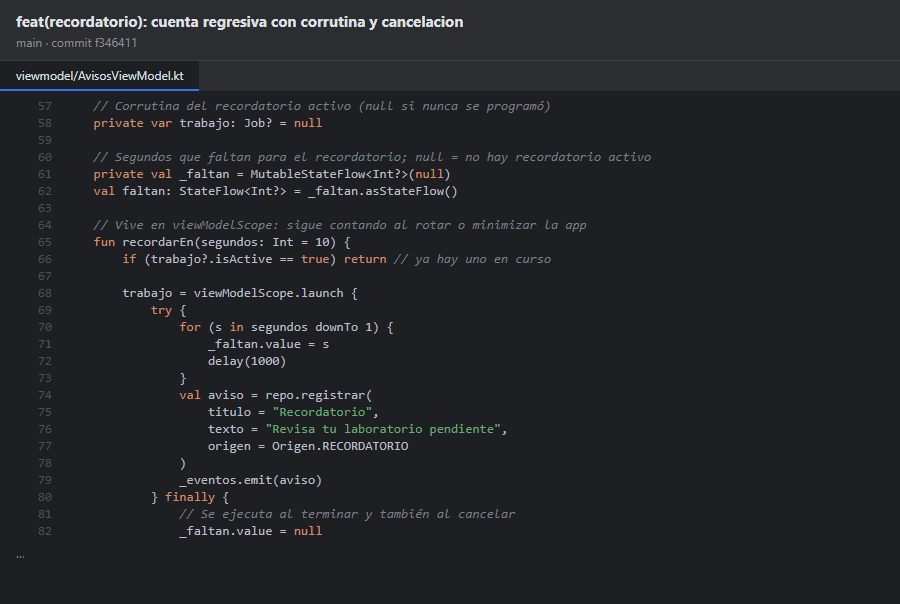 feat(recordatorio): cuenta regresiva con corrutina y cancelacion
main · commit f346411
viewmodel/AvisosViewModel.kt
57 // Corrutina del recordatorio activo (null si nunca se programó)
58 private var trabajo: Job? = null
59
60 // Segundos que faltan para el recordatorio; null = no hay recordatorio activo
61 private val _faltan = MutableStateFlow<Int?>(null)
62 val faltan: StateFlow<Int?> = _faltan.asStateFlow()
63
64 // Vive en viewModelScope: sigue contando al rotar o minimizar la app
65 fun recordarEn(segundos: Int = 10) {
66 if (trabajo?.isActive == true) return // ya hay uno en curso
67
68 trabajo = viewModelScope.launch {
69 try {
70 for (s in segundos downTo 1) {
71 _faltan.value = s
72 delay(1000)
73 }
74 val aviso = repo.registrar(
75 titulo = "Recordatorio",
76 texto = "Revisa tu laboratorio pendiente",
77 origen = Origen.RECORDATORIO
78 )
79 _eventos.emit(aviso)
80 } finally {
81 // Se ejecuta al terminar y también al cancelar
82 _faltan.value = null
…